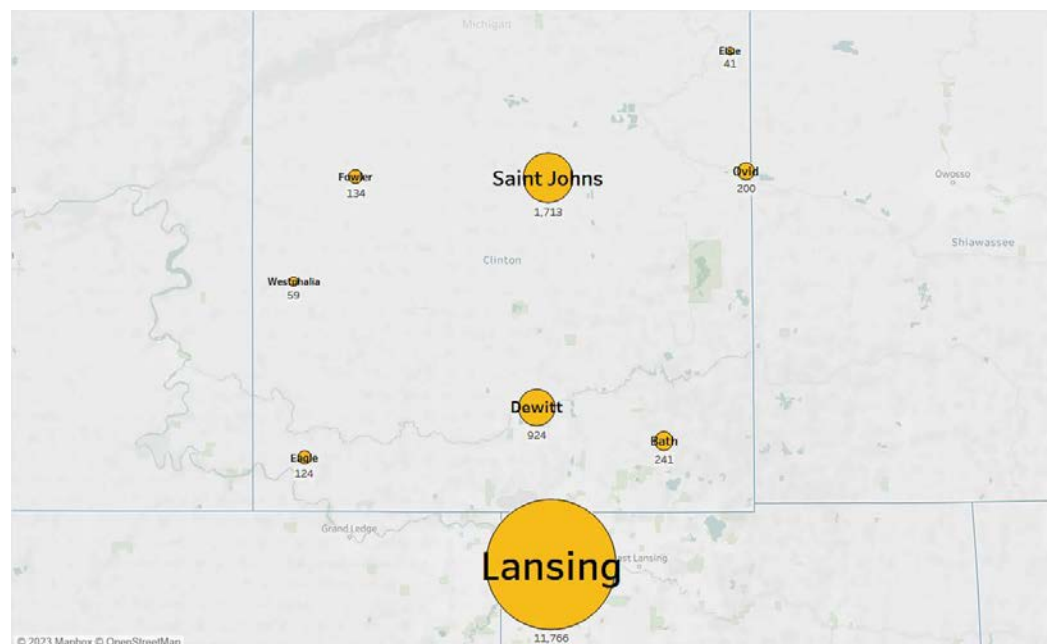 Michigan
Elsie
41
Fowler
134
Saint Johns
1,713
Ovid
200
Owosso
Shiawassee
Clinton
Westphalia
59
Dewitt
924
Bath
241
Eagle
124
Grand Ledge
Lansing
ast Lansing
11,766
© 2023 Mapbox © OpenStreetMap